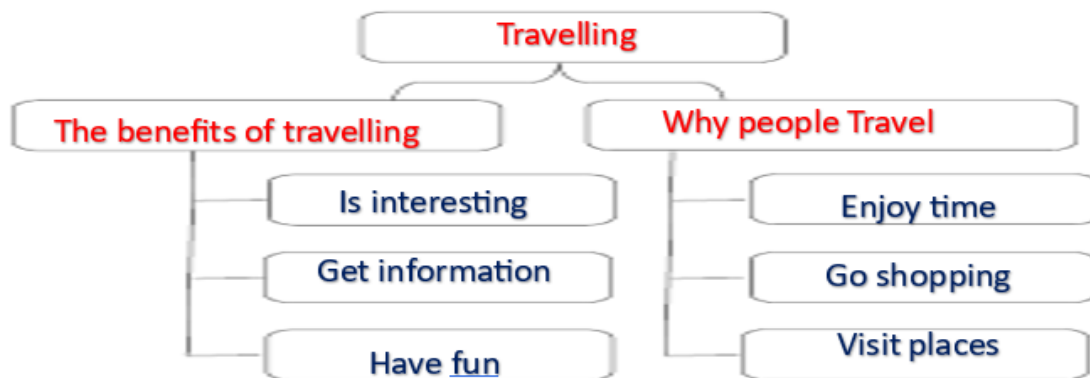 Travelling
The benefits of travelling
Why people Travel
Is interesting
Get information
Have fun
Enjoy time
Go shopping
Visit places